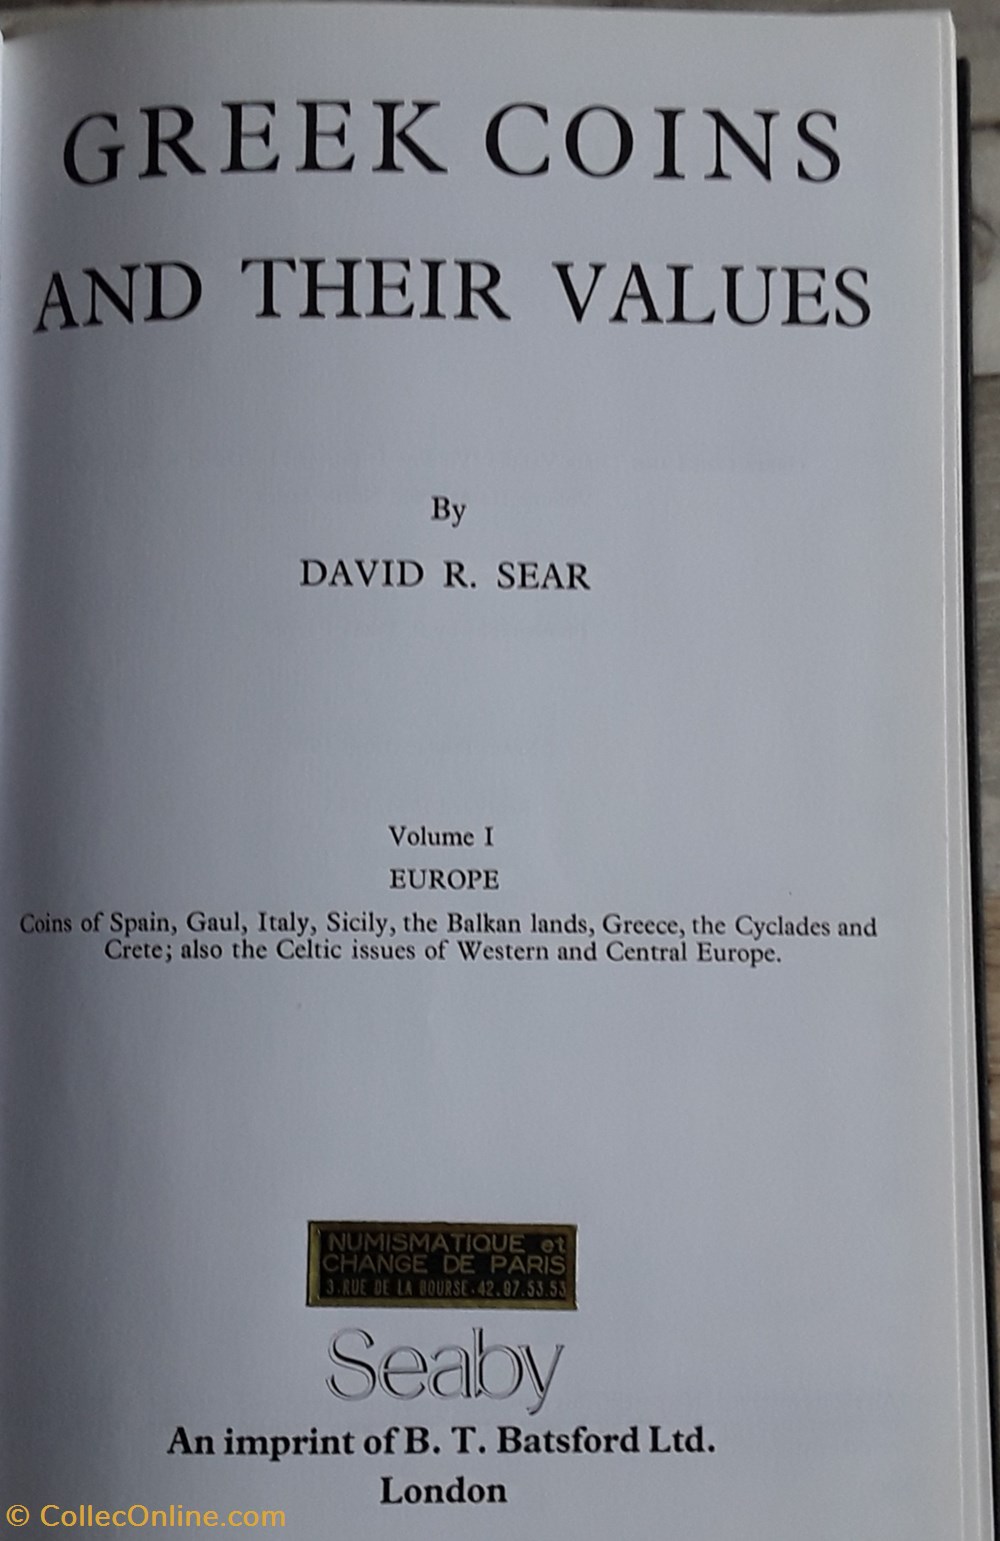 GREEK COINS
AND THEIR VALUES
By
DAVID R. SEAR
Volume I
EUROPE
Coins of Spain, Gaul, Italy, Sicily, the Balkan lands, Greece, the Cyclades and
Crete; also the Celtic issues of Western and Central Europe.
NUMISMATIQUE et
CHANGE DE PARIS
3.RUE DE LA BOURSE.42.97.53.53
Seaby
An imprint of B. T. Batsford Ltd.
London
© CollecOnline.com